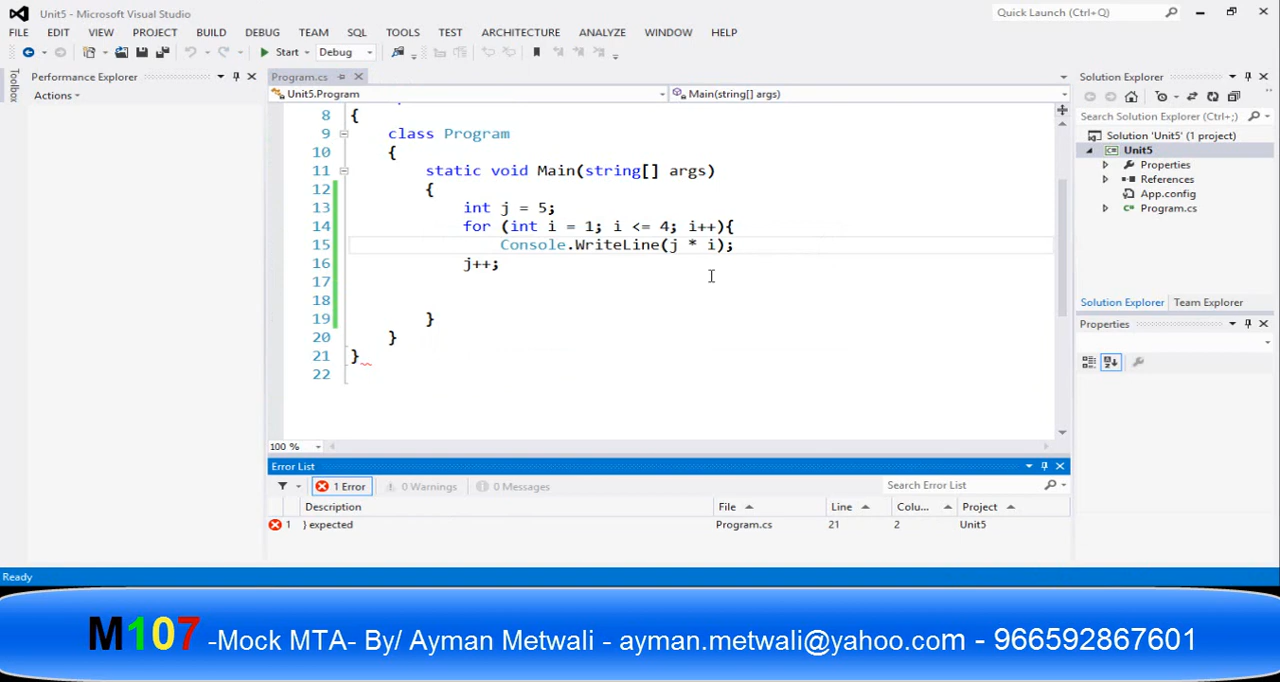 Unit5 - Microsoft Visual Studio
Quick Launch (Ctrl+Q)
FILE EDIT VIEW PROJECT BUILD DEBUG TEAM SQL TOOLS TEST ARCHITECTURE ANALYZE WINDOW HELP
Start Debug
Toolbox
Performance Explorer
Actions
Program.cs
Unit5.Program
Main(string[] args)
8 {
9 class Program
10 {
11 static void Main(string[] args)
12 {
13 int j = 5;
14 for (int i = 1; i <= 4; i++){
15 Console.WriteLine(j * i);
16 j++;
17
18
19 }
20 }
21 }
22
100 %
Solution Explorer
Search Solution Explorer (Ctrl+;)
Solution 'Unit5' (1 project)
Unit5
Properties
References
App.config
Program.cs
Solution Explorer Team Explorer
Properties
Error List
1 Error 0 Warnings 0 Messages Search Error List
Description File Line Colu... Project
1 } expected Program.cs 21 2 Unit5
Ready
M107 -Mock MTA- By/ Ayman Metwali - ayman.metwali@yahoo.com - 966592867601